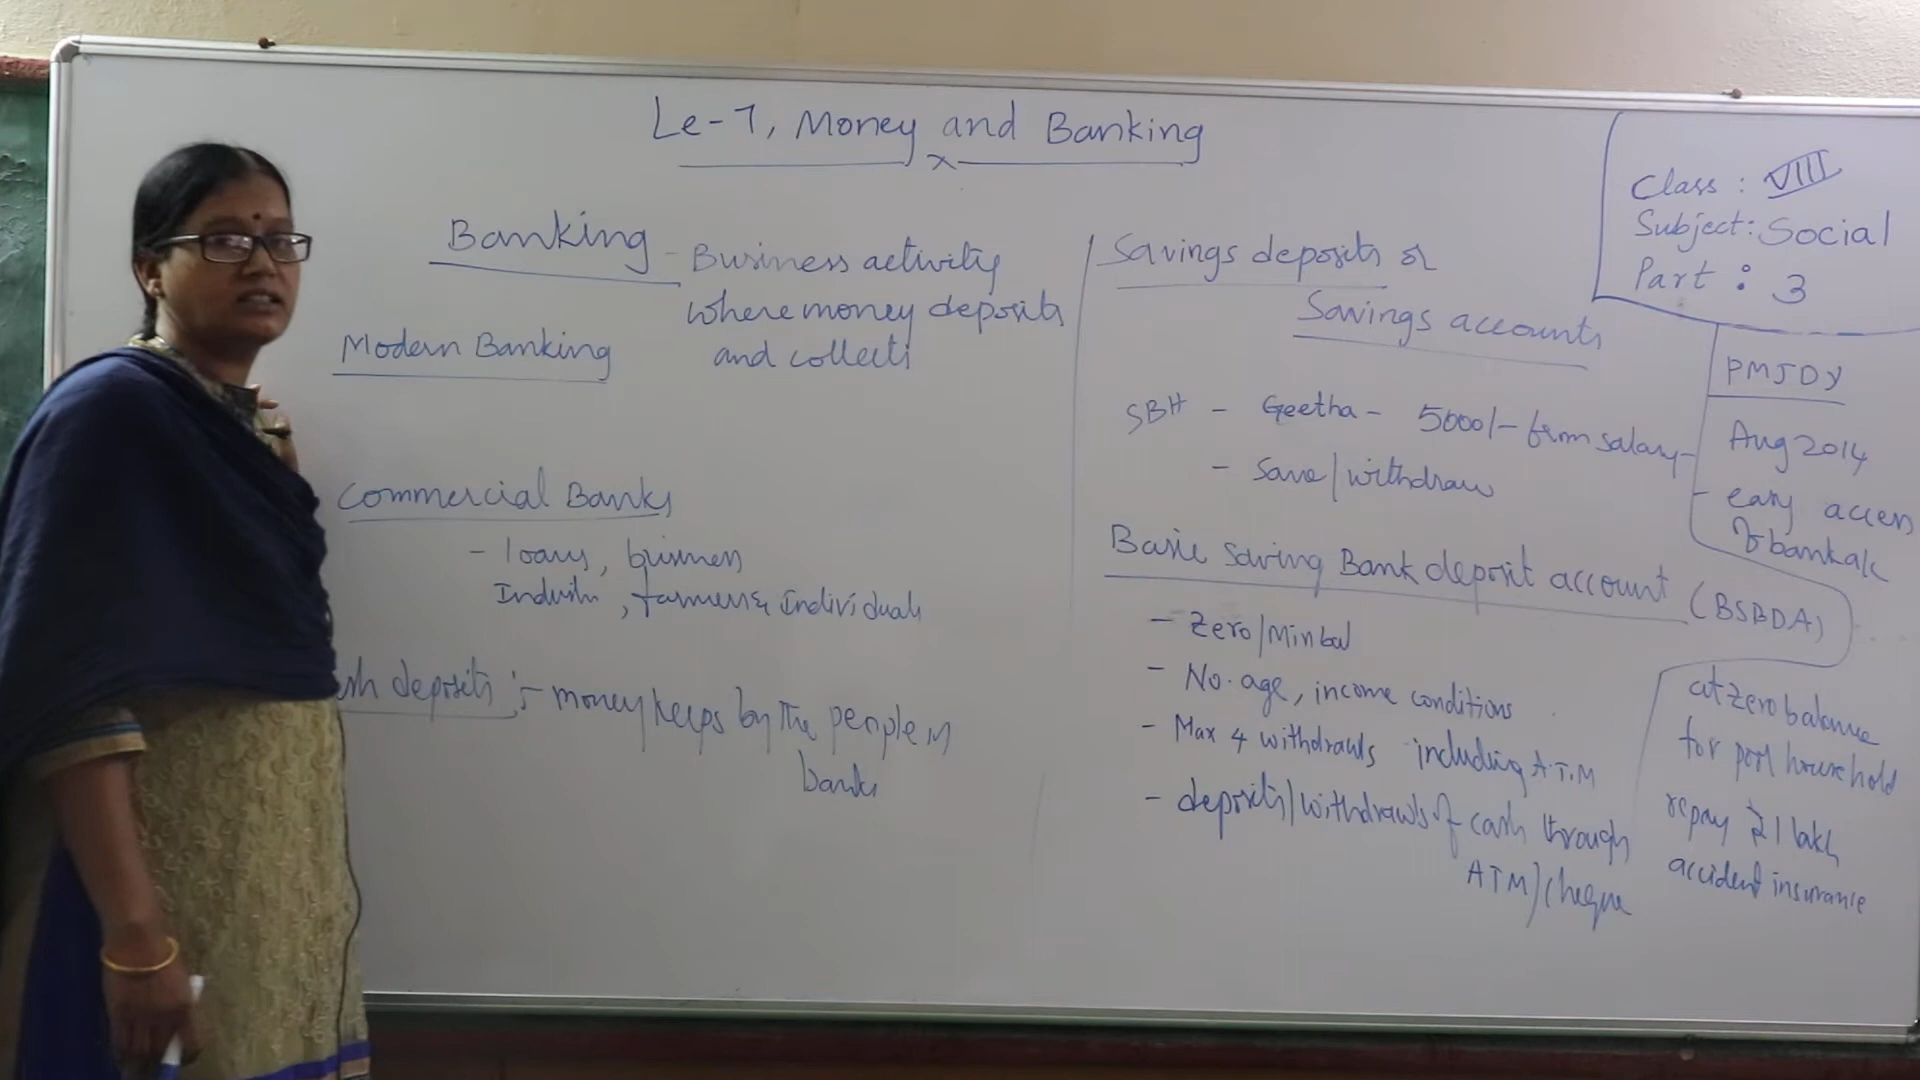 Le-7, Money and Banking
Class : VIII
Subject: Social
Part : 3
Banking - Business activity
where money deposits
and collecti
Modern Banking
Commercial Banks
- loans, business
Industri, farmers & Individuals
sh deposits :- money keeps by the people in
banks
Savings deposits or
Savings accounts
SBH - Geetha - 5000/- from salary
- Save/withdraw
Basic Saving Bank deposit account (BSBDA)
- Zero/Min bal
- No. age, income conditions
- Max 4 withdrawls including A.T.M
- deposits/withdrawls of cash through
ATM/cheque
PMJDY
- Aug 2014
- easy access
bank
at zero balance
for poor household
repay ₹ 1 lakh
accident insurance